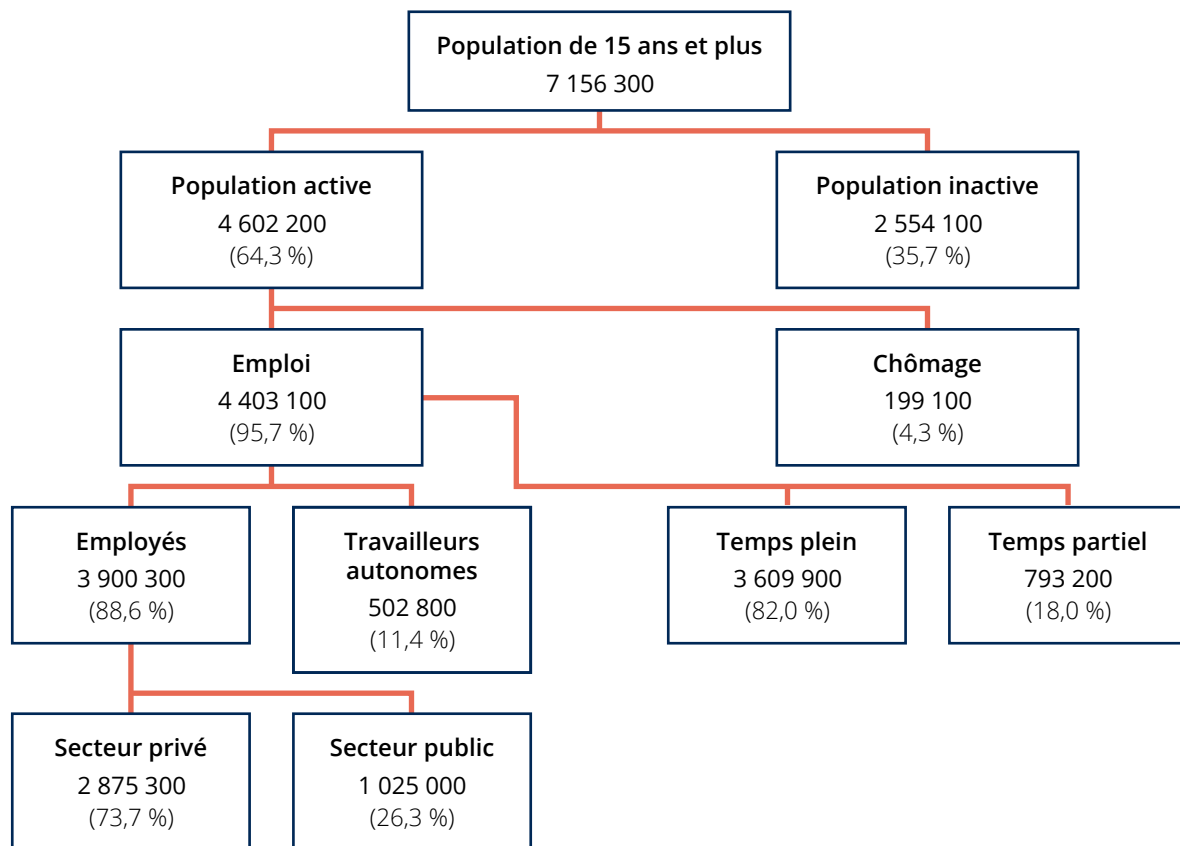 Population de 15 ans et plus
7 156 300
Population active
4 602 200
(64,3 %)
Population inactive
2 554 100
(35,7 %)
Emploi
4 403 100
(95,7 %)
Chômage
199 100
(4,3 %)
Employés
3 900 300
(88,6 %)
Travailleurs
autonomes
502 800
(11,4 %)
Temps plein
3 609 900
(82,0 %)
Temps partiel
793 200
(18,0 %)
Secteur privé
2 875 300
(73,7 %)
Secteur public
1 025 000
(26,3 %)